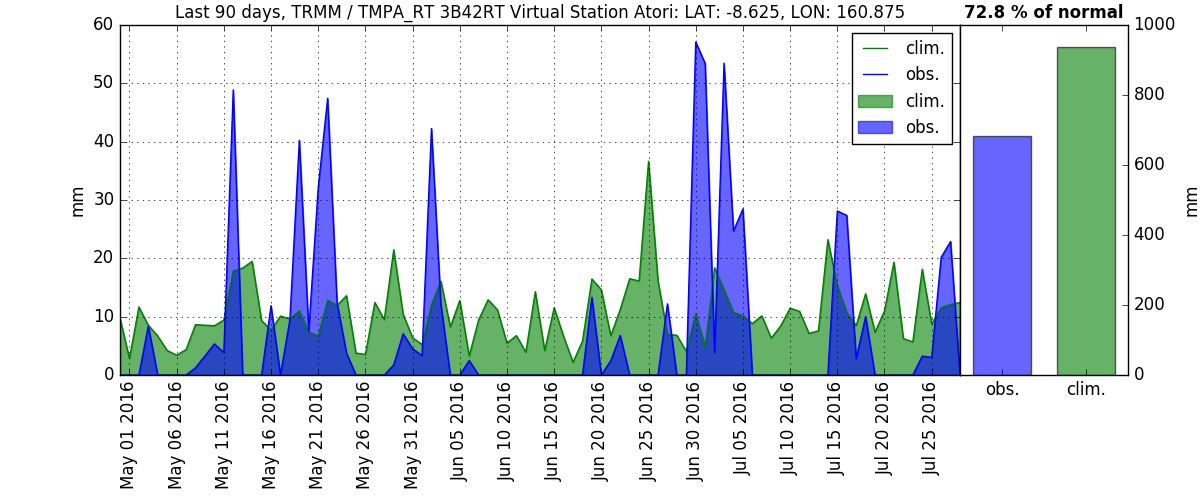 Last 90 days, TRMM / TMPA_RT 3B42RT Virtual Station Atori: LAT: -8.625, LON: 160.875
72.8 % of normal
60
50
40
30
20
10
0
mm
clim.
obs.
clim.
obs.
1000
800
600
400
200
0
mm
obs.
clim.
May 01 2016
May 06 2016
May 11 2016
May 16 2016
May 21 2016
May 26 2016
May 31 2016
Jun 05 2016
Jun 10 2016
Jun 15 2016
Jun 20 2016
Jun 25 2016
Jun 30 2016
Jul 05 2016
Jul 10 2016
Jul 15 2016
Jul 20 2016
Jul 25 2016